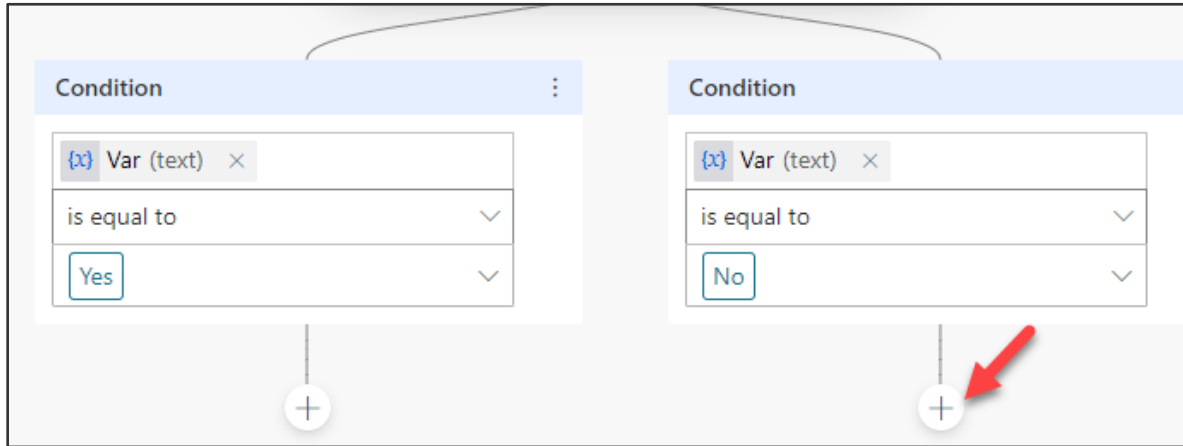 Condition
{x} Var (text) ×
is equal to
Yes
Condition
{x} Var (text) ×
is equal to
No